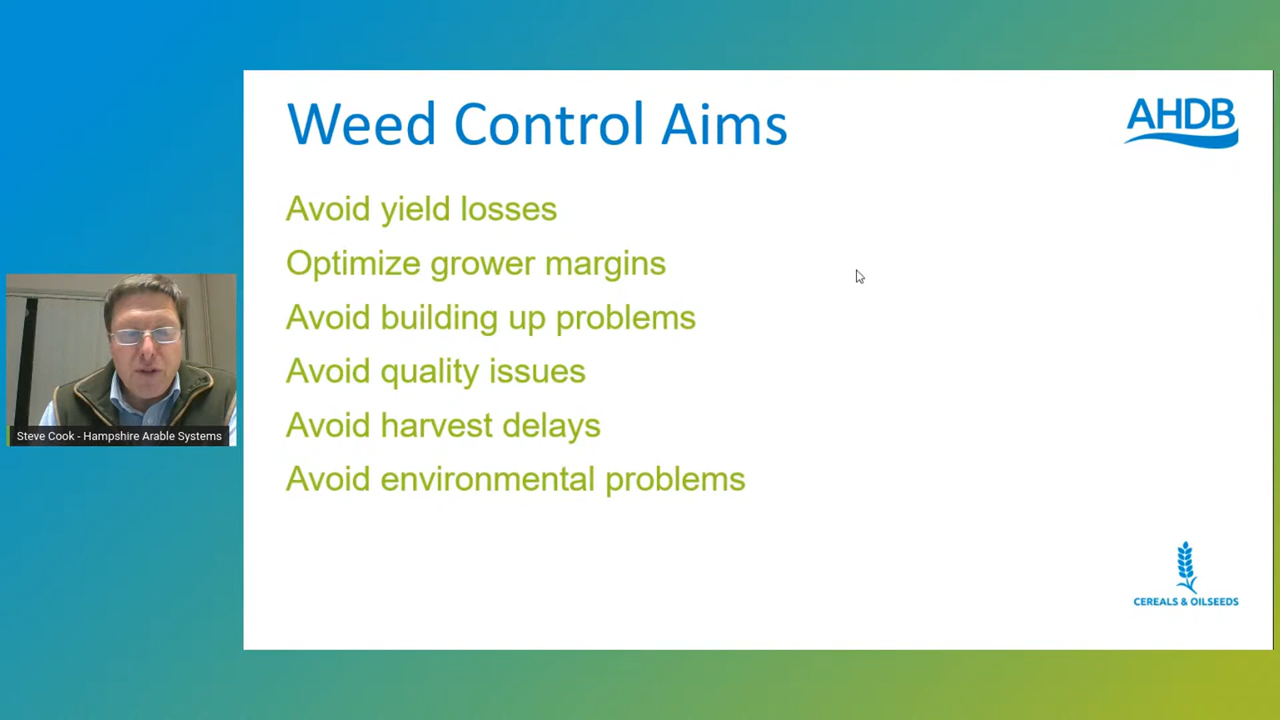 Weed Control Aims
AHDB
Avoid yield losses
Optimize grower margins
Avoid building up problems
Avoid quality issues
Avoid harvest delays
Avoid environmental problems
Steve Cook - Hampshire Arable Systems
CEREALS & OILSEEDS